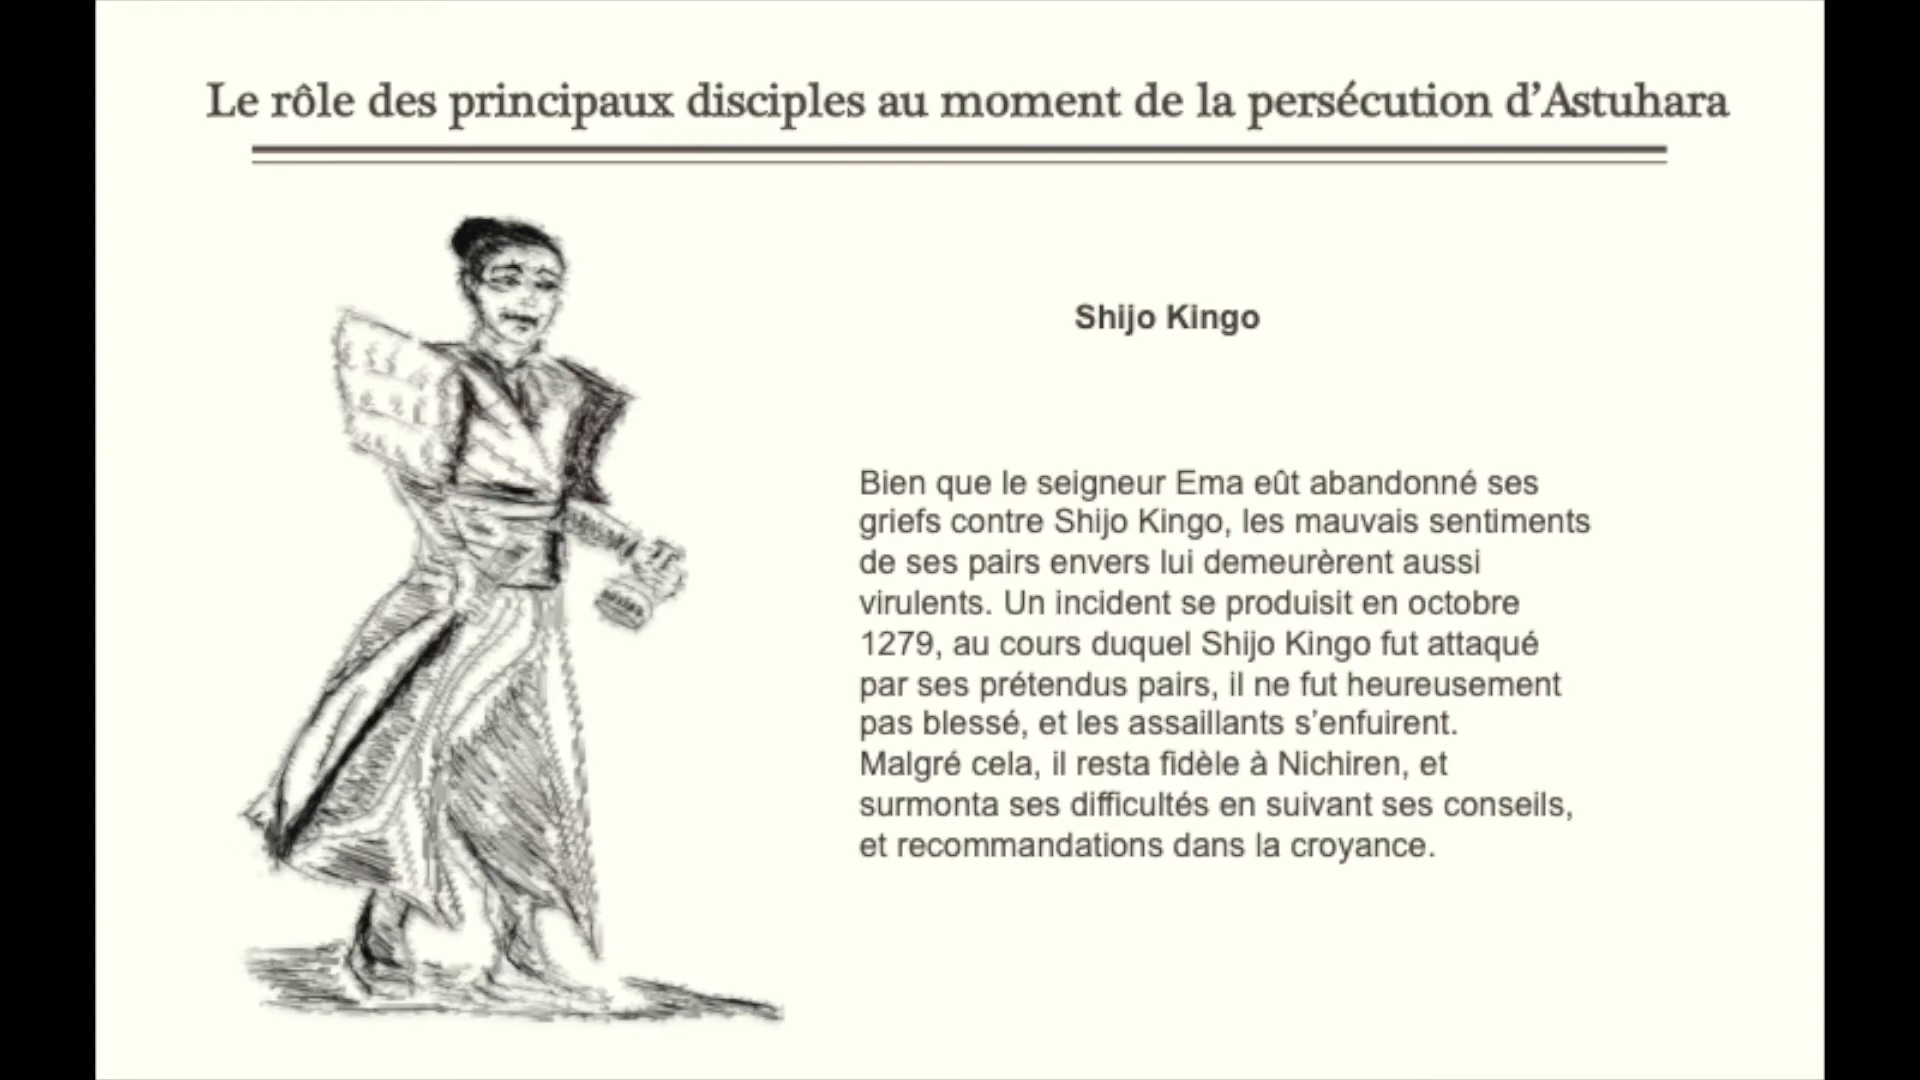 Le rôle des principaux disciples au moment de la persécution d’Astuhara
Shijo Kingo
Bien que le seigneur Ema eût abandonné ses
griefs contre Shijo Kingo, les mauvais sentiments
de ses pairs envers lui demeurèrent aussi
virulents. Un incident se produisit en octobre
1279, au cours duquel Shijo Kingo fut attaqué
par ses prétendus pairs, il ne fut heureusement
pas blessé, et les assaillants s’enfuirent.
Malgré cela, il resta fidèle à Nichiren, et
surmonta ses difficultés en suivant ses conseils,
et recommandations dans la croyance.